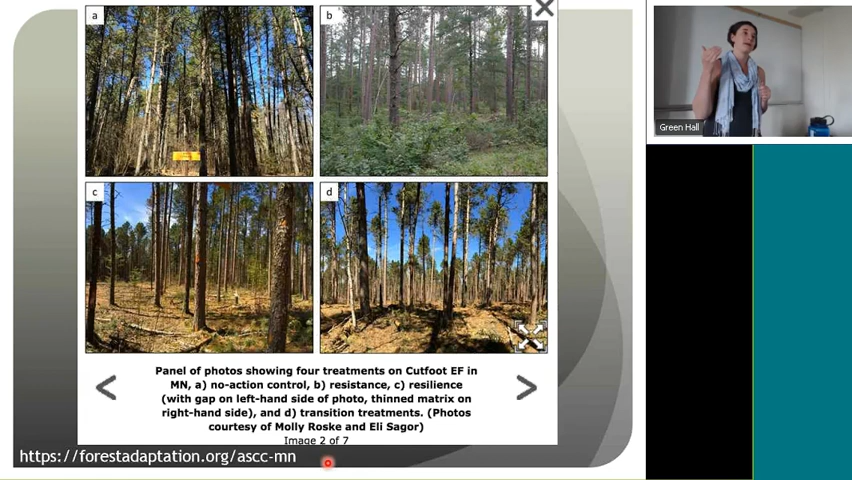 a
b
c
d
Green Hall
Panel of photos showing four treatments on Cutfoot EF in
MN, a) no-action control, b) resistance, c) resilience
(with gap on left-hand side of photo, thinned matrix on
right-hand side), and d) transition treatments. (Photos
courtesy of Molly Roske and Eli Sagor)
Image 2 of 7
https://forestadaptation.org/ascc-mn